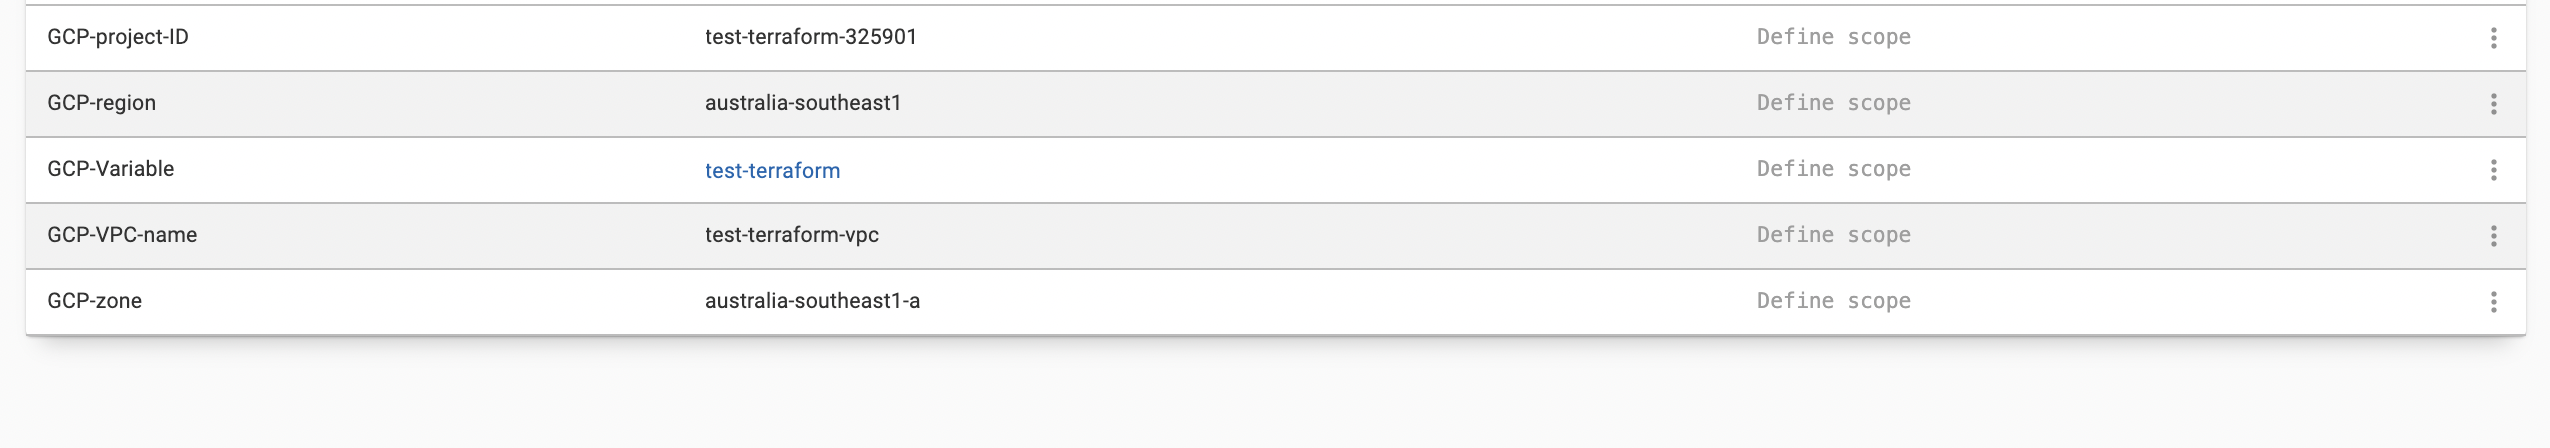 GCP-project-ID test-terraform-325901 Define scope
GCP-region australia-southeast1 Define scope
GCP-Variable test-terraform Define scope
GCP-VPC-name test-terraform-vpc Define scope
GCP-zone australia-southeast1-a Define scope